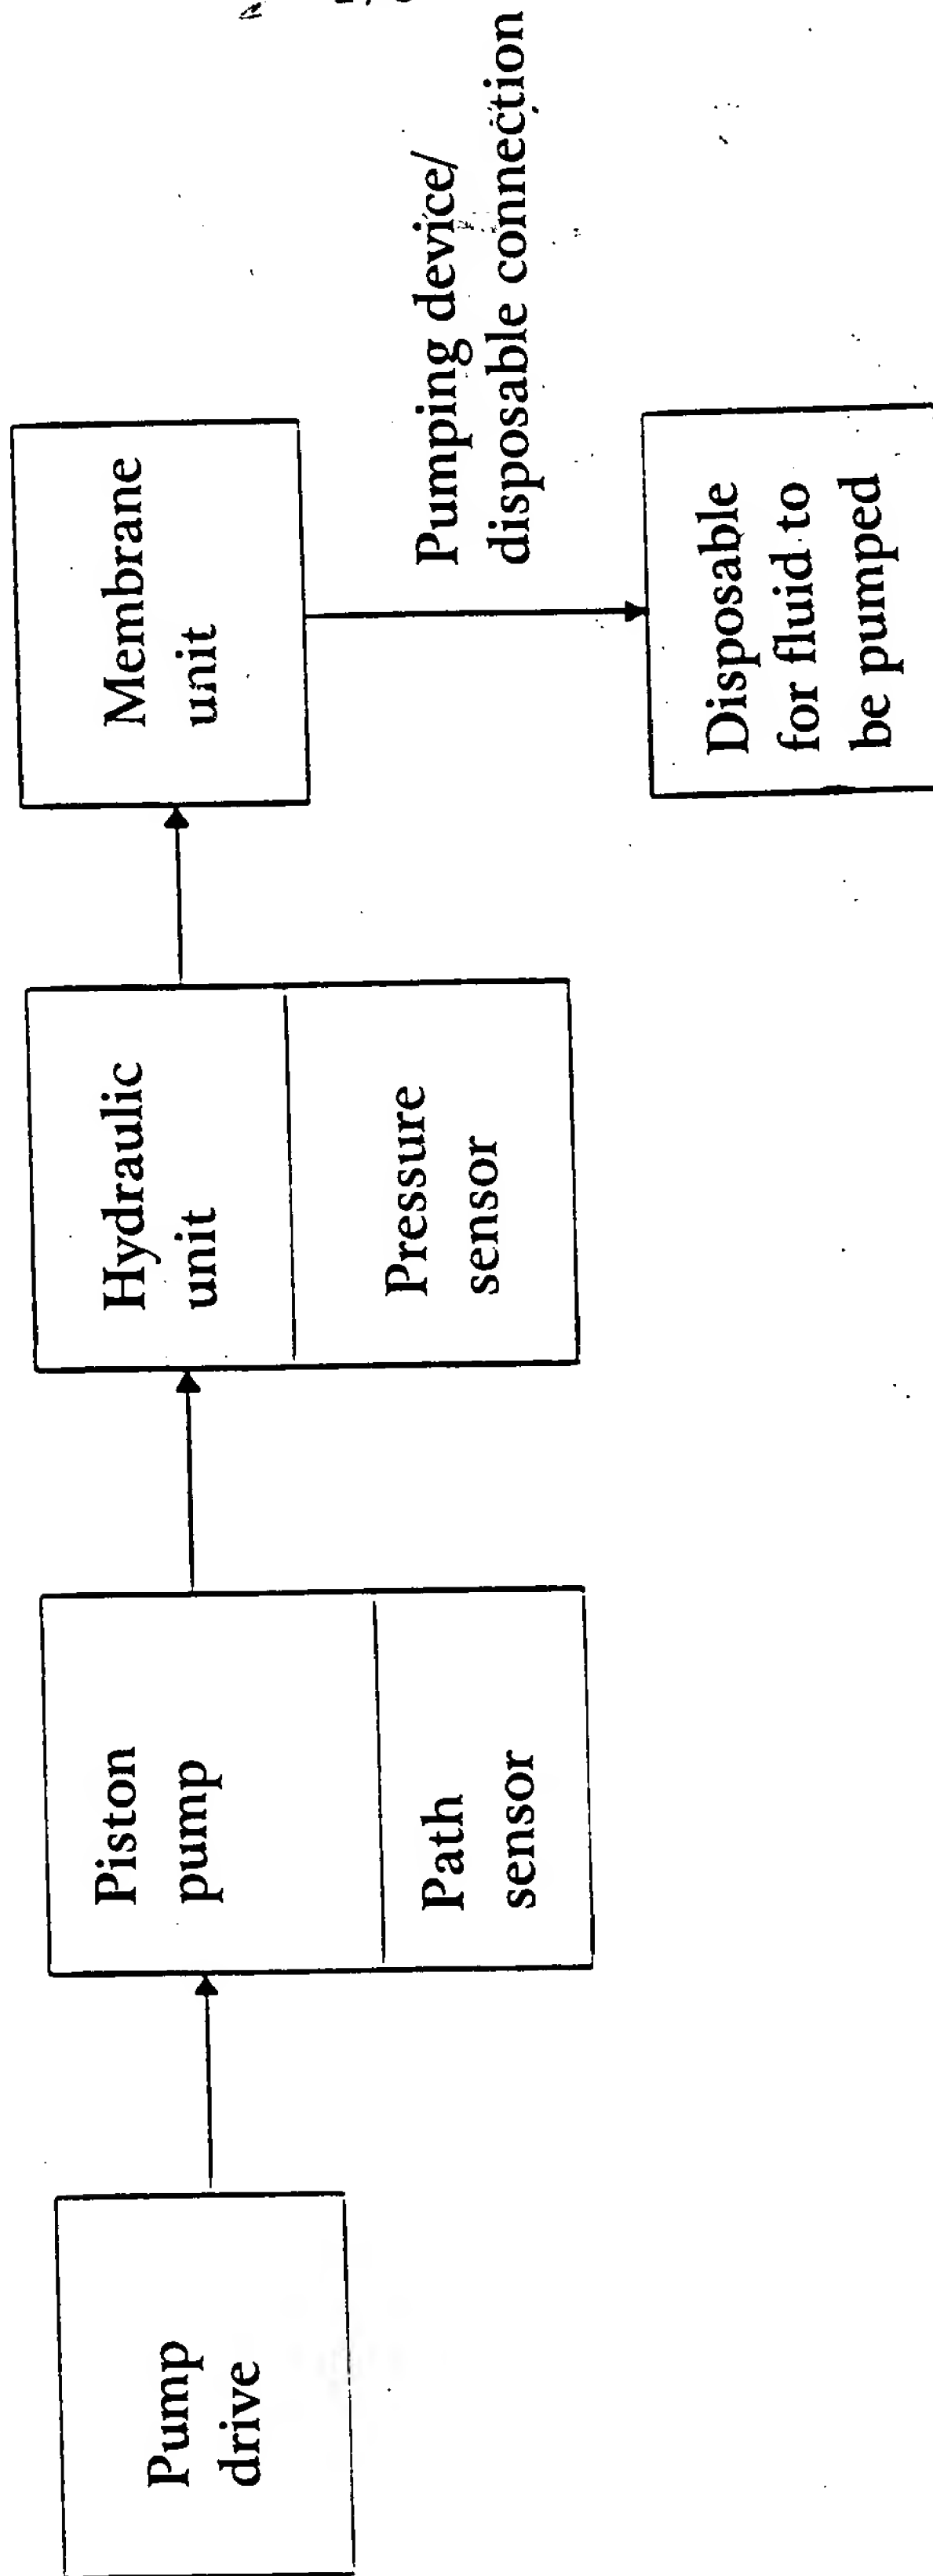 Pump
drive
Piston
pump
Path
sensor
Hydraulic
unit
Pressure
sensor
Membrane
unit
Pumping device/
disposable connection
Disposable
for fluid to
be pumped